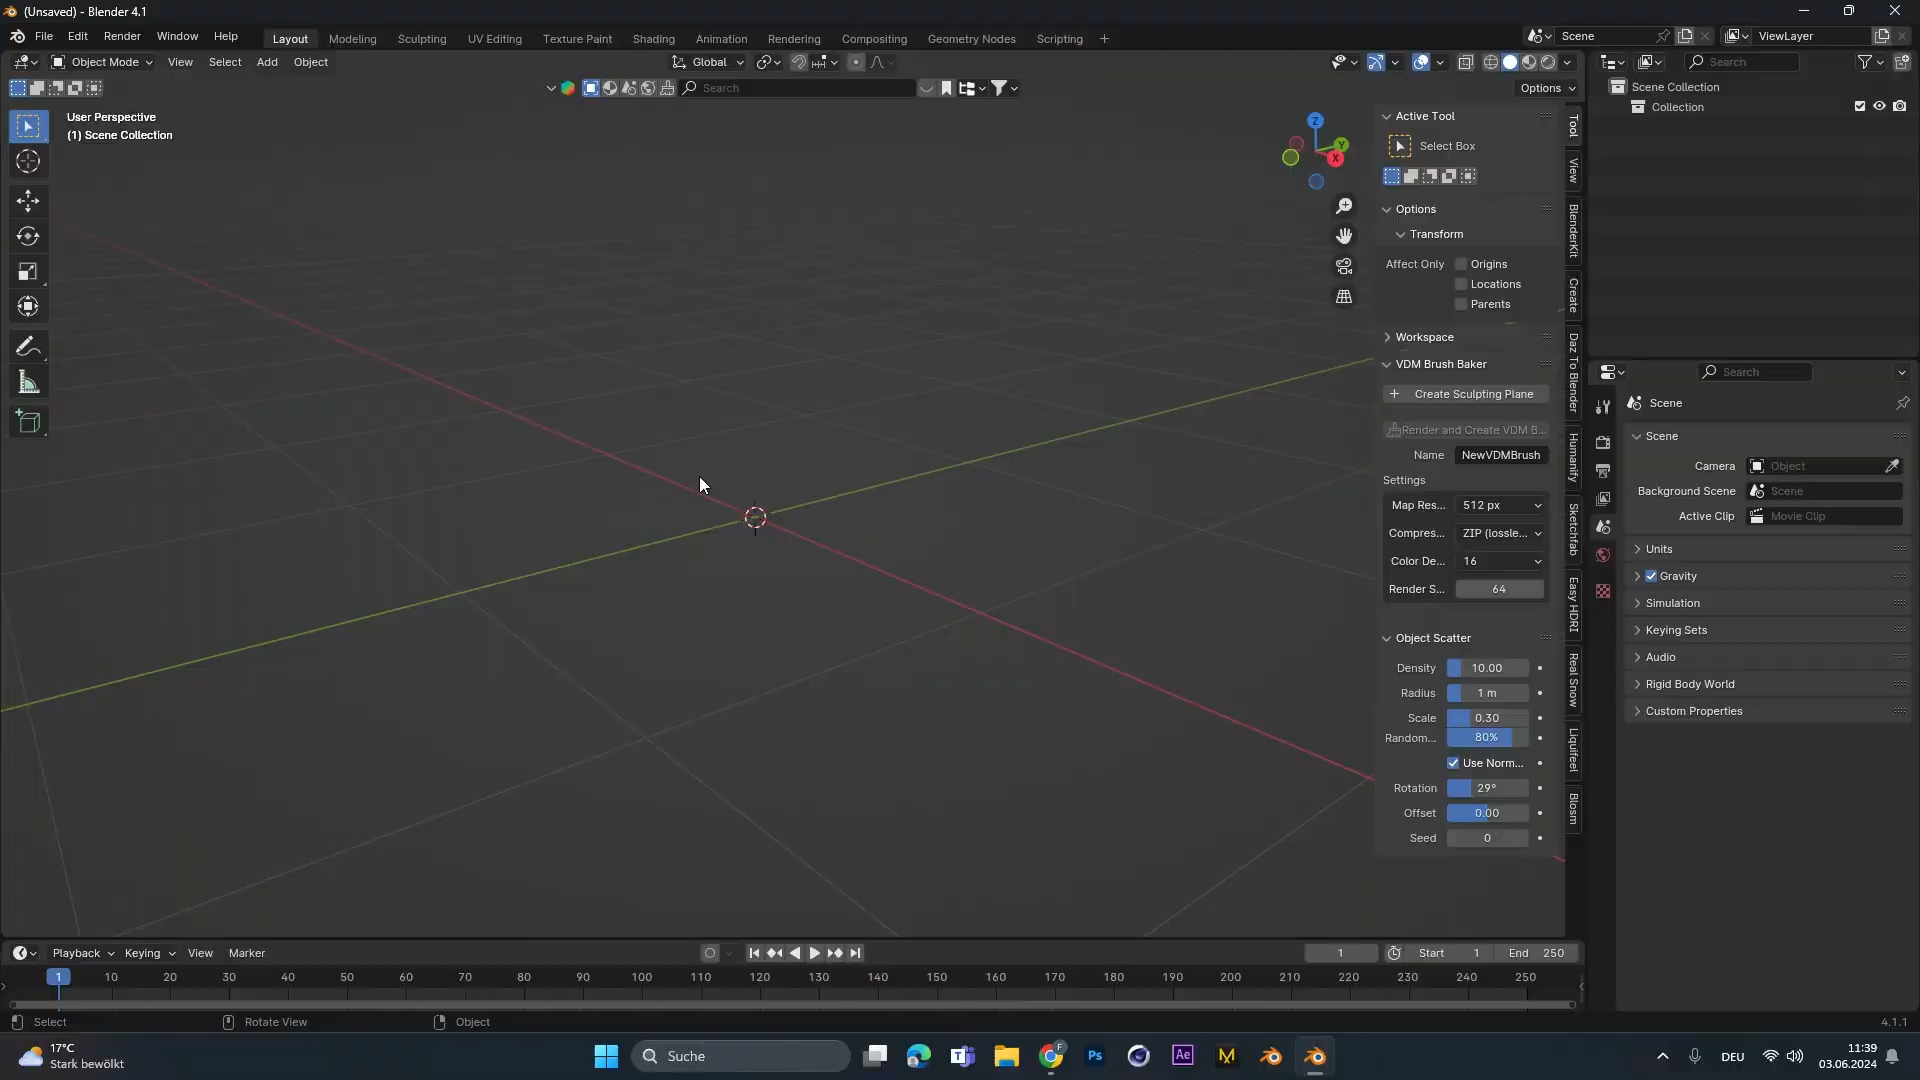 (Unsaved) - Blender 4.1
File Edit Render Window Help Layout Modeling Sculpting UV Editing Texture Paint Shading Animation Rendering Compositing Geometry Nodes Scripting + Scene ViewLayer
Object Mode View Select Add Object Global Search
Search Options Scene Collection
Collection
User Perspective
(1) Scene Collection
Z
Y
X
Active Tool
Select Box
Options
Transform
Affect Only Origins
Locations
Parents
Workspace
VDM Brush Baker
+ Create Sculpting Plane
Render and Create VDM B...
Name NewVDMBrush
Settings
Map Res... 512 px
Compres... ZIP (lossle...
Color De... 16
Render S... 64
Object Scatter
Density 10.00
Radius 1 m
Scale 0.30
Random... 80%
Use Norm...
Rotation 29°
Offset 0.00
Seed 0
Tool
View
BlenderKit
Create
Daz To Blender
Humanity
Sketchfab
Easy HDRI
Real Snow
Liquifeel
Blosm
Search
Scene
Scene
Camera Object
Background Scene Scene
Active Clip Movie Clip
Units
Gravity
Simulation
Keying Sets
Audio
Rigid Body World
Custom Properties
Playback Keying View Marker 1 Start 1 End 250
1 10 20 30 40 50 60 70 80 90 100 110 120 130 140 150 160 170 180 190 200 210 220 230 240 250
Select Rotate View Object 4.1.1
17°C
Stark bewölkt
Suche
F
Ps
Ae
M
DEU
11:39
03.06.2024